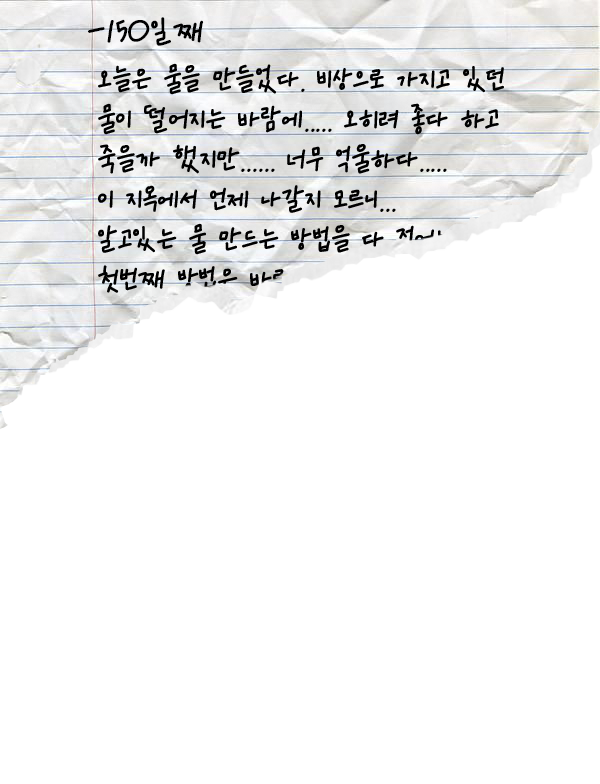 -150일째
오늘은 물을 만들었다. 비상으로 가지고 있던
물이 떨어지는 바람에..... 오히려 좋다 하고
죽을까 했지만...... 너무 억울하다.....
이 지옥에서 언제 나갈지 모르니...
알고있는 물 만드는 방법을 다
첫번째 방법은